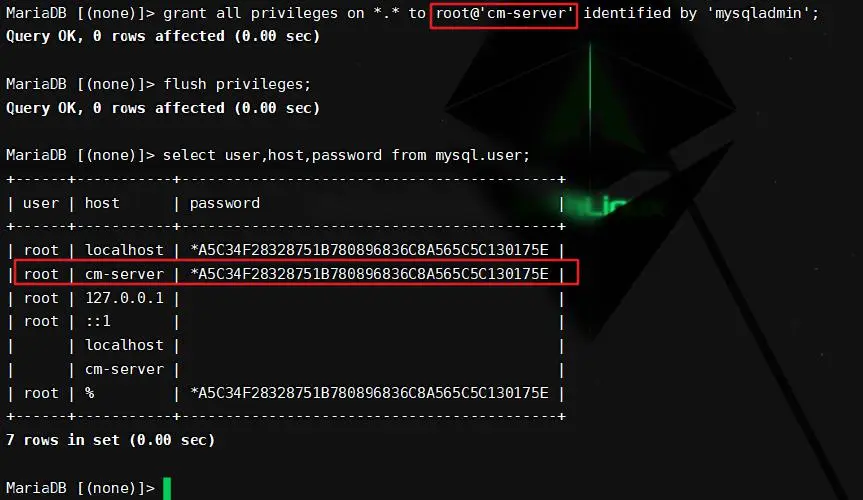 MariaDB [(none)]> grant all privileges on *.* to root@'cm-server' identified by 'mysqladmin';
Query OK, 0 rows affected (0.00 sec)
MariaDB [(none)]> flush privileges;
Query OK, 0 rows affected (0.00 sec)
MariaDB [(none)]> select user,host,password from mysql.user;
+------+-----------+-------------------------------------------+
| user | host      | password                                  |
+------+-----------+-------------------------------------------+
| root | localhost | *A5C34F28328751B780896836C8A565C5C130175E |
| root | cm-server | *A5C34F28328751B780896836C8A565C5C130175E |
| root | 127.0.0.1 |                                           |
| root | ::1       |                                           |
|      | localhost |                                           |
|      | cm-server |                                           |
| root | %         | *A5C34F28328751B780896836C8A565C5C130175E |
+------+-----------+-------------------------------------------+
7 rows in set (0.00 sec)
MariaDB [(none)]>